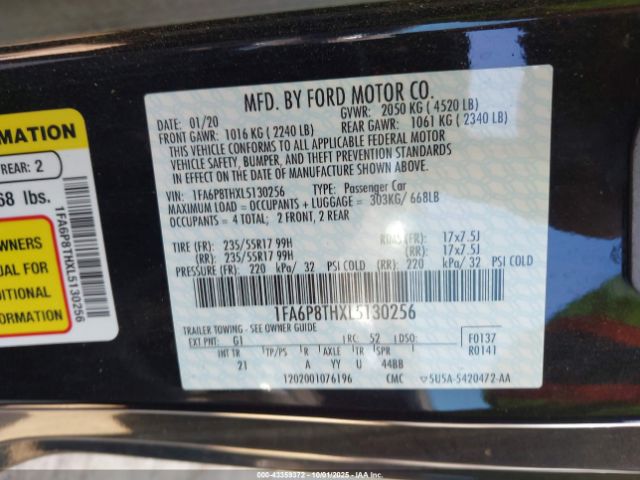 MFD. BY FORD MOTOR CO.
DATE: 01/20 GVWR: 2050 KG ( 4520 LB)
FRONT GAWR: 1016 KG ( 2240 LB) REAR GAWR: 1061 KG ( 2340 LB)
THIS VEHICLE CONFORMS TO ALL APPLICABLE FEDERAL MOTOR
VEHICLE SAFETY, BUMPER, AND THEFT PREVENTION STANDARDS
IN EFFECT ON THE DATE OF MANUFACTURE SHOWN ABOVE.
VIN: 1FA6P8THXL5130256 TYPE: Passenger Car
MAXIMUM LOAD = OCCUPANTS + LUGGAGE = 303KG/ 668LB
OCCUPANTS = 4 TOTAL; 2 FRONT, 2 REAR
TIRE (FR): 235/55R17 99H (FR): 17x7.5J
(RR): 235/55R17 99H (RR): 17x7.5J
PRESSURE (FR): 220 kPa/ 32 PSI COLD (RR): 220 kPa/ 32 PSI COLD
1FA6P8THXL5130256
TRAILER TOWING - SEE OWNER GUIDE
EXT PNT: G1 RC: 52 DSO: F0137
R0141
INT TR TP/PS R AXLE TR SPR
21 A YY U 44BB
1202001076196 CMC 5U5A-5420472-AA
RMATION
REAR: 2
68 lbs.
WNERS
UAL FOR
DITIONAL
FORMATION
1FA6P8THXL5130256
000-43359372 | 10/01/2025 | IAA Inc.